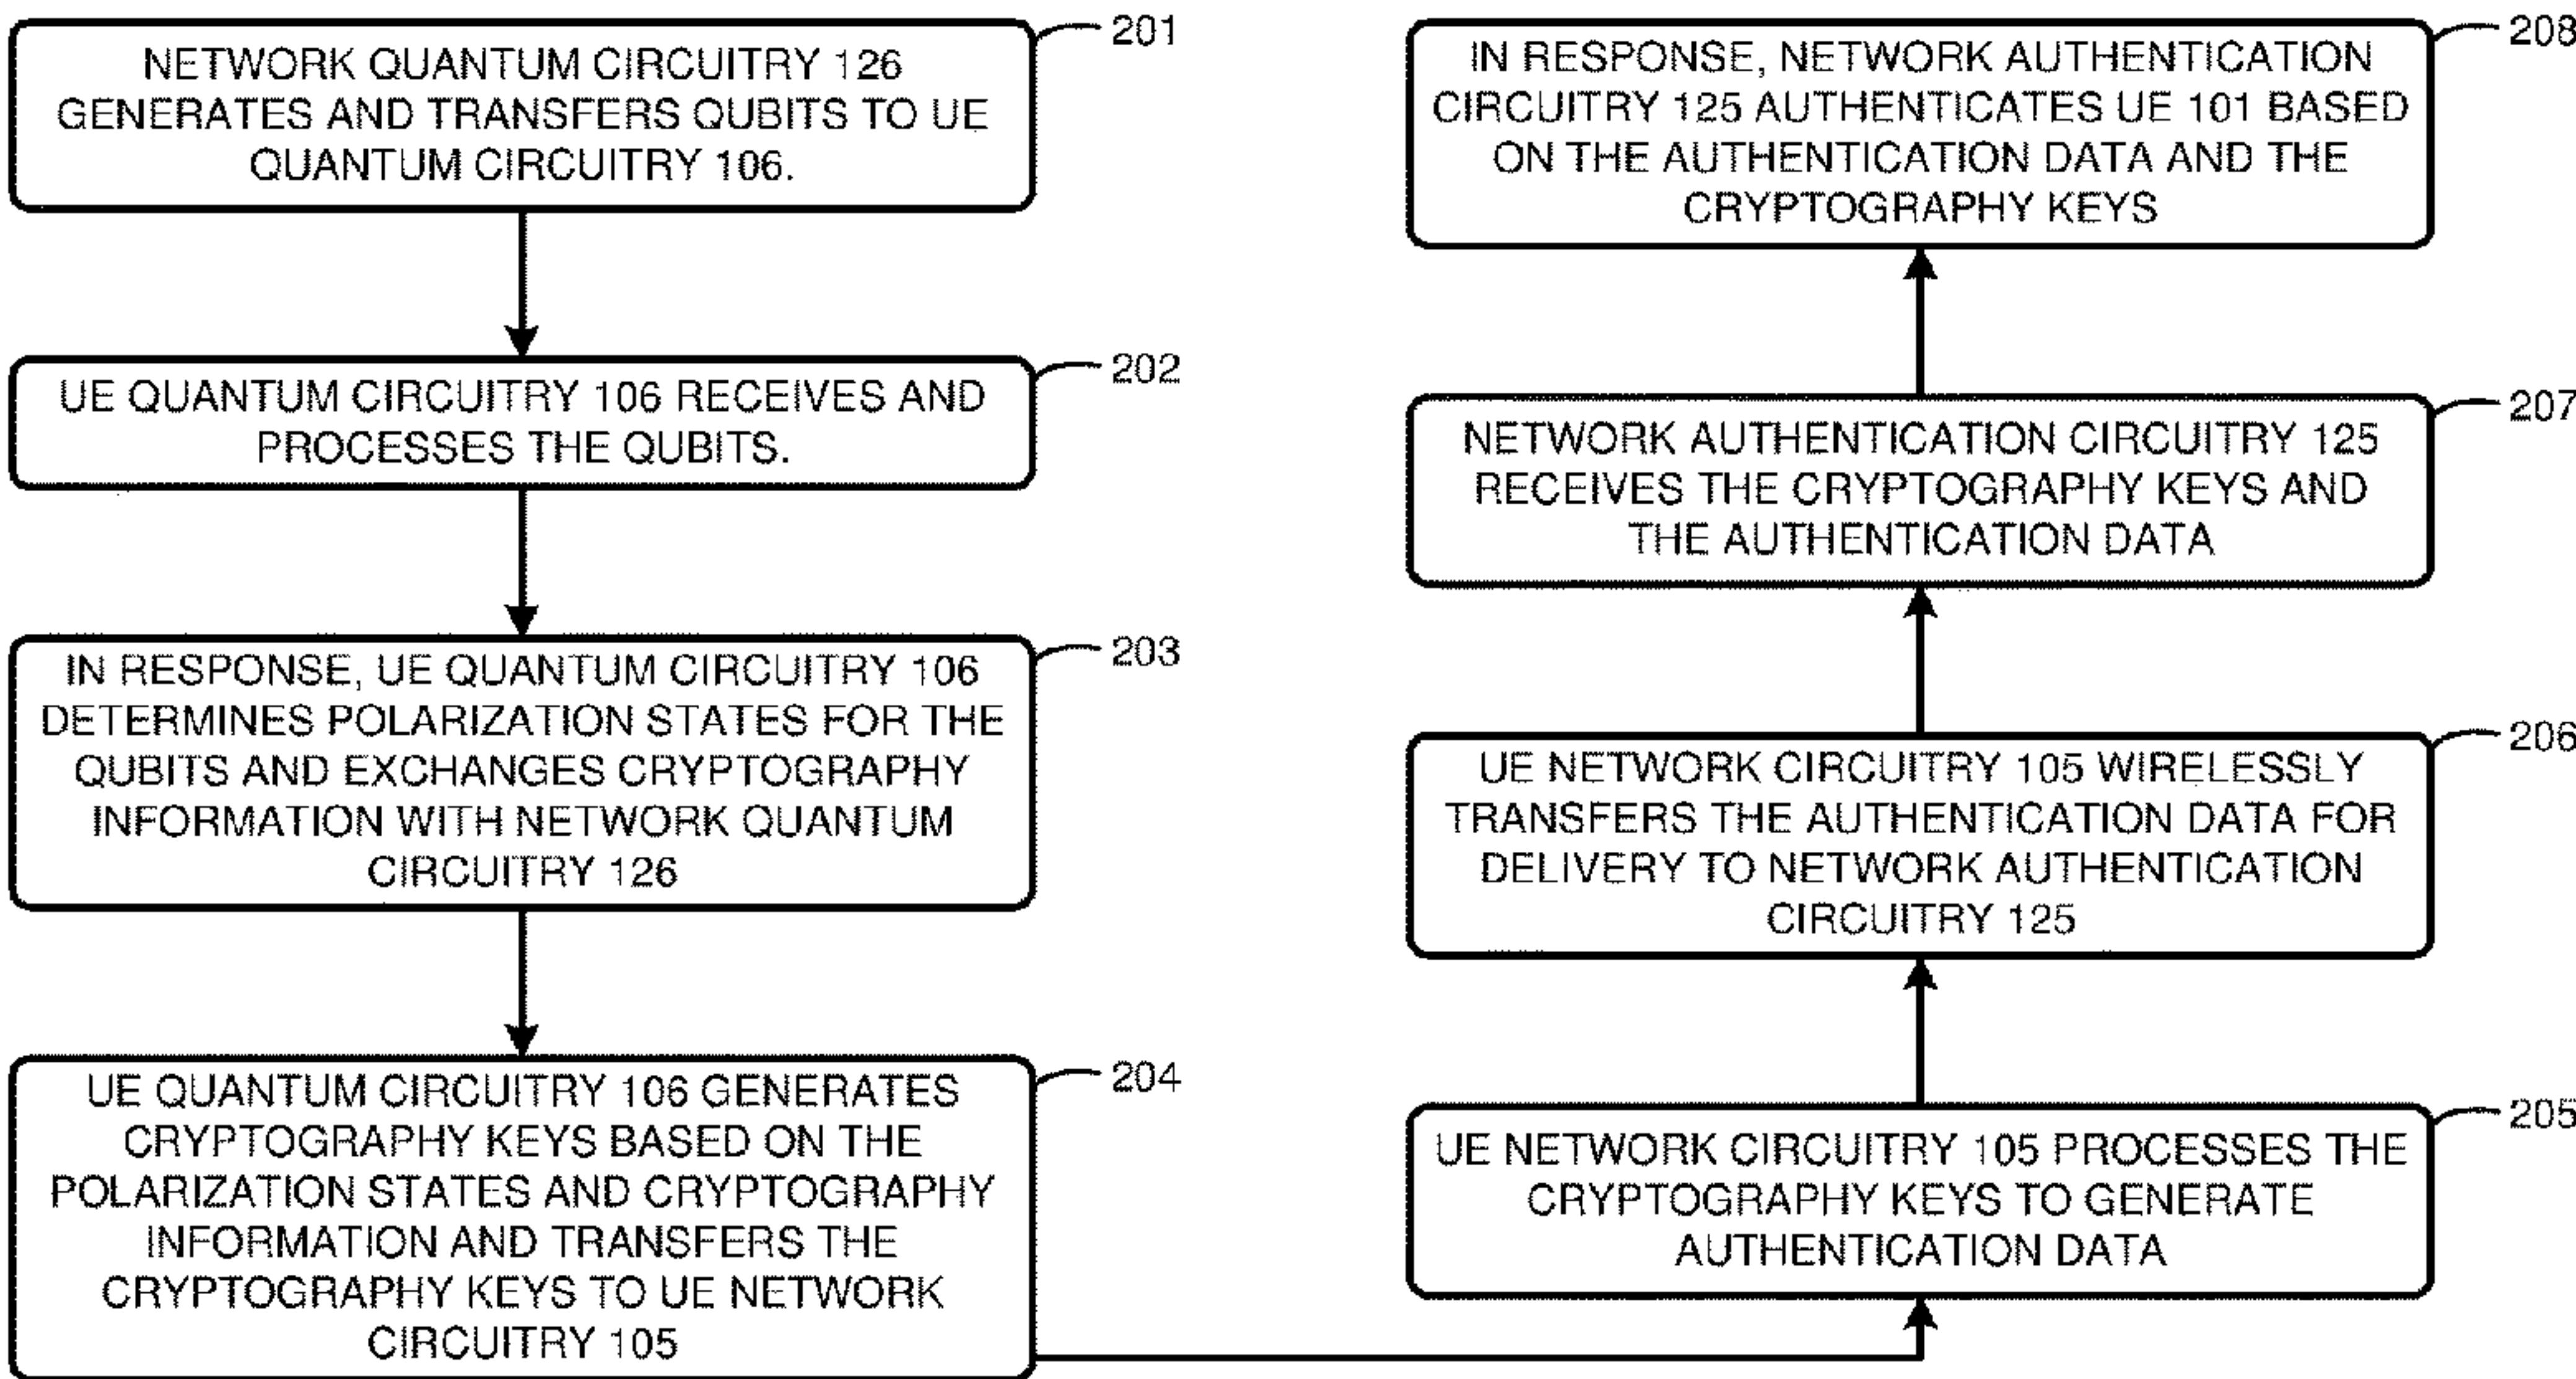 NETWORK QUANTUM CIRCUITRY 126
GENERATES AND TRANSFERS QUBITS TO UE
QUANTUM CIRCUITRY 106.
201
UE QUANTUM CIRCUITRY 106 RECEIVES AND
PROCESSES THE QUBITS.
202
IN RESPONSE, UE QUANTUM CIRCUITRY 106
DETERMINES POLARIZATION STATES FOR THE
QUBITS AND EXCHANGES CRYPTOGRAPHY
INFORMATION WITH NETWORK QUANTUM
CIRCUITRY 126
203
UE QUANTUM CIRCUITRY 106 GENERATES
CRYPTOGRAPHY KEYS BASED ON THE
POLARIZATION STATES AND CRYPTOGRAPHY
INFORMATION AND TRANSFERS THE
CRYPTOGRAPHY KEYS TO UE NETWORK
CIRCUITRY 105
204
UE NETWORK CIRCUITRY 105 PROCESSES THE
CRYPTOGRAPHY KEYS TO GENERATE
AUTHENTICATION DATA
205
UE NETWORK CIRCUITRY 105 WIRELESSLY
TRANSFERS THE AUTHENTICATION DATA FOR
DELIVERY TO NETWORK AUTHENTICATION
CIRCUITRY 125
206
NETWORK AUTHENTICATION CIRCUITRY 125
RECEIVES THE CRYPTOGRAPHY KEYS AND
THE AUTHENTICATION DATA
207
IN RESPONSE, NETWORK AUTHENTICATION
CIRCUITRY 125 AUTHENTICATES UE 101 BASED
ON THE AUTHENTICATION DATA AND THE
CRYPTOGRAPHY KEYS
208